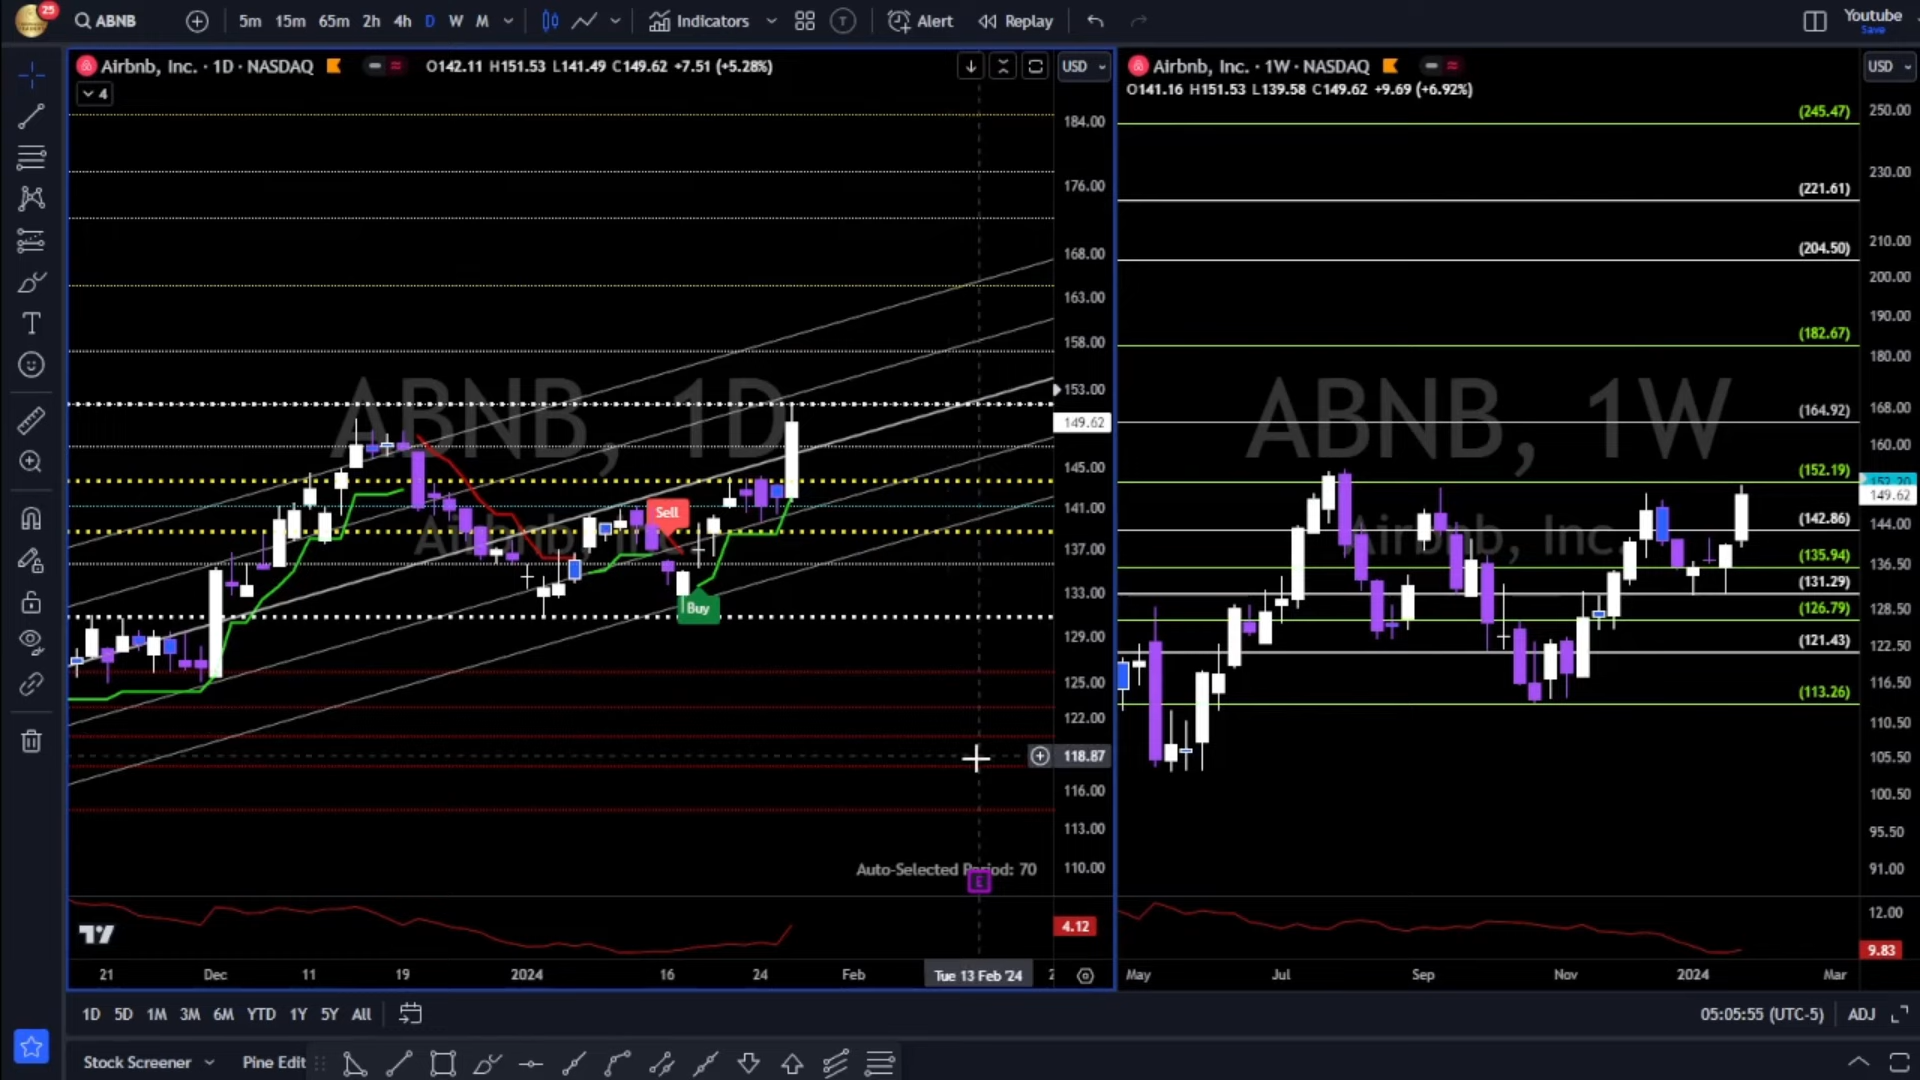 25
ABNB
5m 15m 65m 2h 4h D W M
Indicators
Alert
Replay
Youtube
Save
Airbnb, Inc. · 1D · NASDAQ
O142.11 H151.53 L141.49 C149.62 +7.51 (+5.28%)
USD
4
184.00
176.00
168.00
163.00
158.00
153.00
149.62
145.00
141.00
137.00
133.00
129.00
125.00
122.00
118.87
116.00
113.00
110.00
ABNB, 1D
Airbnb, Inc.
Sell
Buy
Auto-Selected Period: 70
E
4.12
21 Dec 11 19 2024 16 24 Feb Tue 13 Feb '24
Airbnb, Inc. · 1W · NASDAQ
USD
O141.16 H151.53 L139.58 C149.62 +9.69 (+6.92%)
(245.47)
(221.61)
(204.50)
(182.67)
(164.92)
(152.19)
(142.86)
(135.94)
(131.29)
(126.79)
(121.43)
(113.26)
250.00
230.00
210.00
200.00
190.00
180.00
168.00
160.00
152.20
149.62
144.00
136.50
128.50
122.50
116.50
110.50
105.50
100.50
95.50
91.00
ABNB, 1W
Airbnb, Inc.
12.00
9.83
May Jul Sep Nov 2024 Mar
1D 5D 1M 3M 6M YTD 1Y 5Y All
05:05:55 (UTC-5) ADJ
Stock Screener
Pine Edit